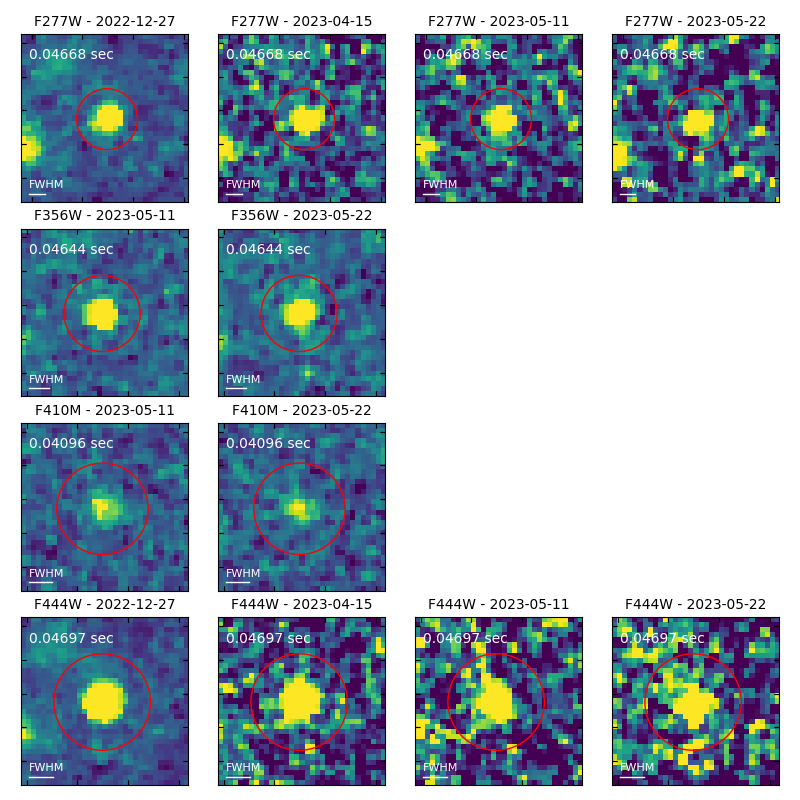 F277W - 2022-12-27
0.04668 sec
FWHM
F277W - 2023-04-15
0.04668 sec
FWHM
F277W - 2023-05-11
0.04668 sec
FWHM
F277W - 2023-05-22
0.04668 sec
FWHM
F356W - 2023-05-11
0.04644 sec
FWHM
F356W - 2023-05-22
0.04644 sec
FWHM
F410M - 2023-05-11
0.04096 sec
FWHM
F410M - 2023-05-22
0.04096 sec
FWHM
F444W - 2022-12-27
0.04697 sec
FWHM
F444W - 2023-04-15
0.04697 sec
FWHM
F444W - 2023-05-11
0.04697 sec
FWHM
F444W - 2023-05-22
0.04697 sec
FWHM